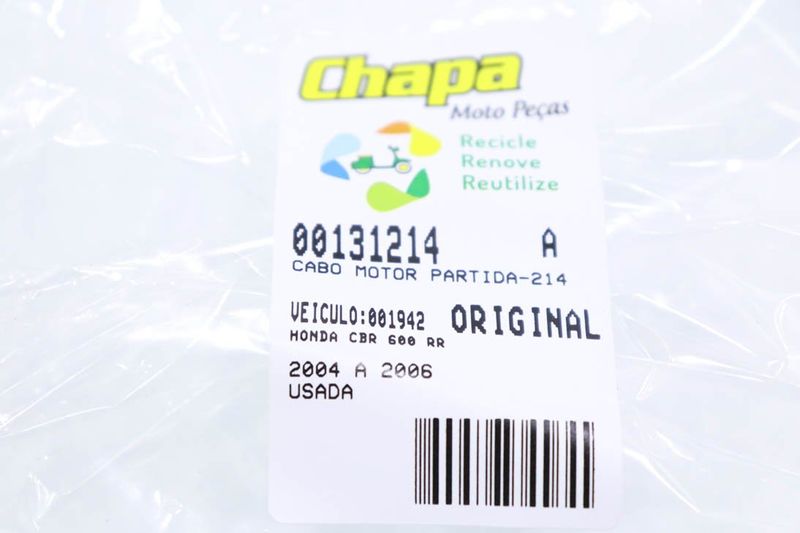 Chapa
Moto Peças
Recicle
Renove
Reutilize
00131214 A
CABO MOTOR PARTIDA-214
VEICULO:001942 ORIGINAL
HONDA CBR 600 RR
2004 A 2006
USADA